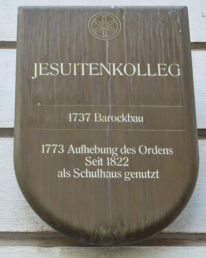 JESUITENKOLLEG
1737 Barockbau
1773 Aufhebung des Ordens
Seit 1822
als Schulhaus genutzt